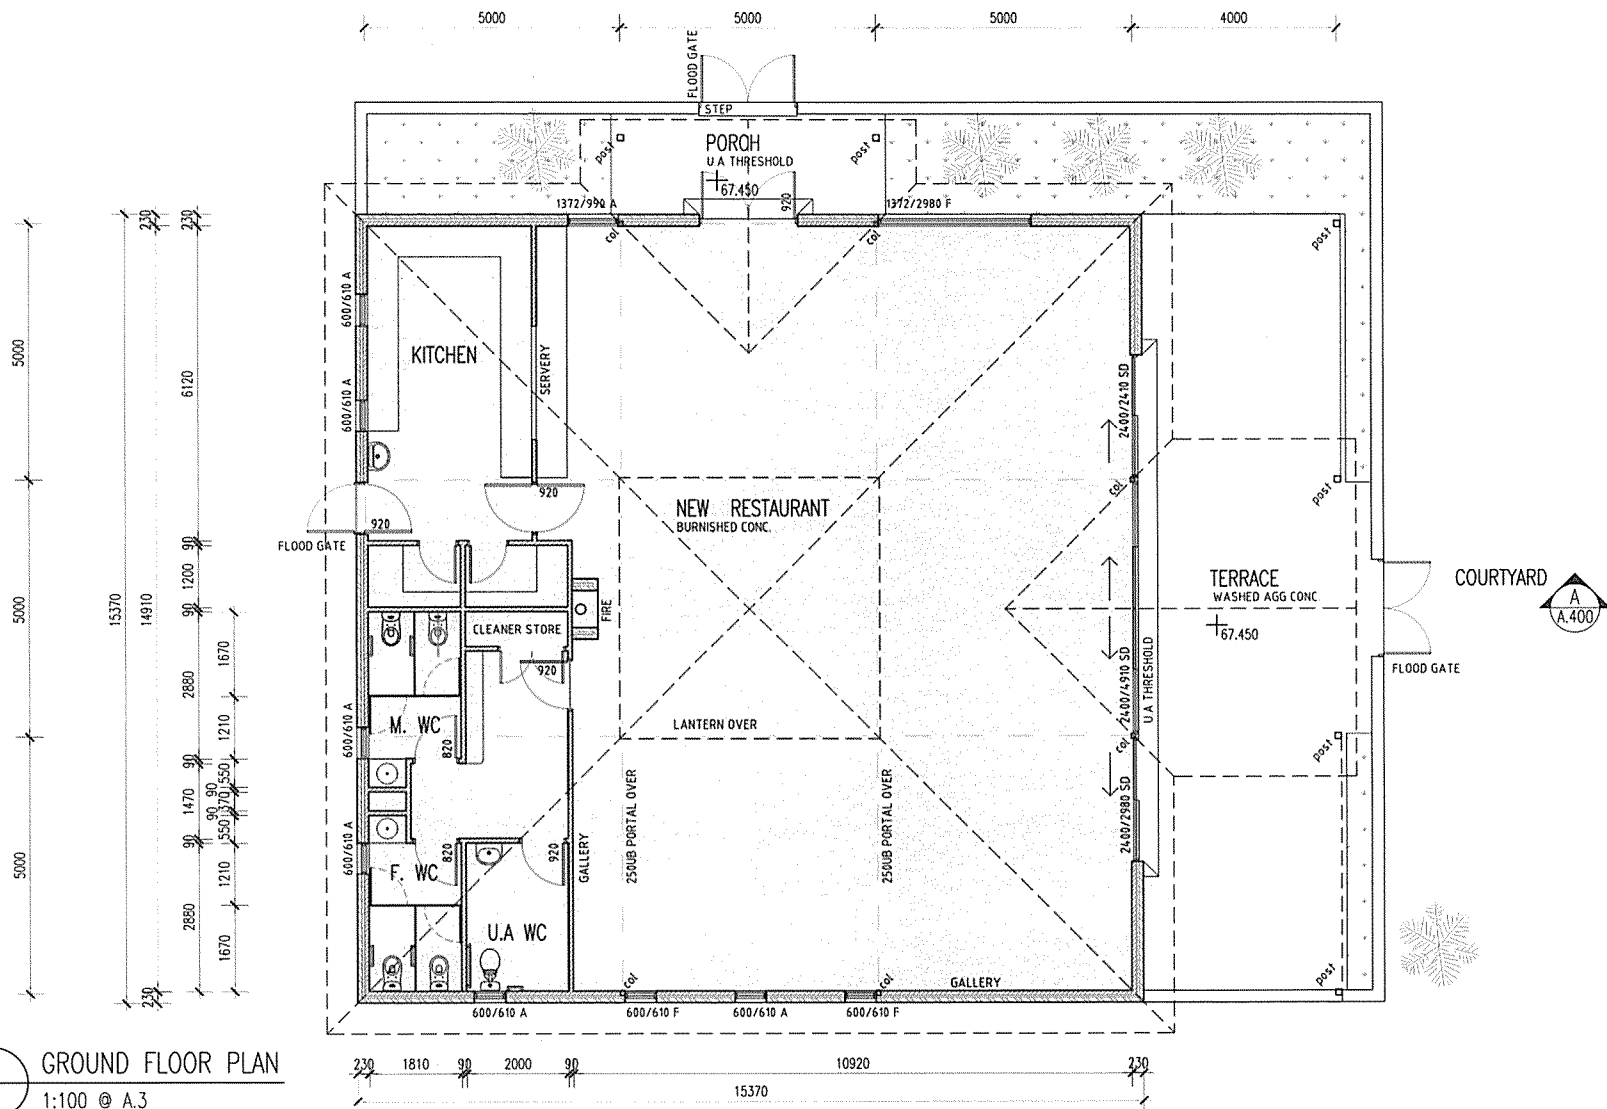 5000
5000
5000
4000
FLOOD GATE
STEP
PORCH
U.A THRESHOLD
67.450
post
post
920
1372/990 A
1372/2980 F
col
col
post
230
230
5000
15370
14910
6120
600/610 A
600/610 A
KITCHEN
SERVERY
2400/2410 SD
920
920
FLOOD GATE
NEW RESTAURANT
BURNISHED CONC.
col
post
90
1200
90
5000
FIRE
CLEANER STORE
920
TERRACE
WASHED AGG CONC
67.450
COURTYARD
A
A.400
FLOOD GATE
1670
2880
1210
M. WC
820
600/610 A
LANTERN OVER
2400/4910 SD
U.A THRESHOLD
col
post
90
550
90
1470
370
90
550
90
5000
1210
2880
1670
230
600/610 A
820
F. WC
920
GALLERY
250UB PORTAL OVER
250UB PORTAL OVER
2400/2980 SD
U.A WC
col
col
GALLERY
post
600/610 A
600/610 F
600/610 A
600/610 F
GROUND FLOOR PLAN
1:100 @ A.3
230
1810
90
2000
90
10920
230
15370